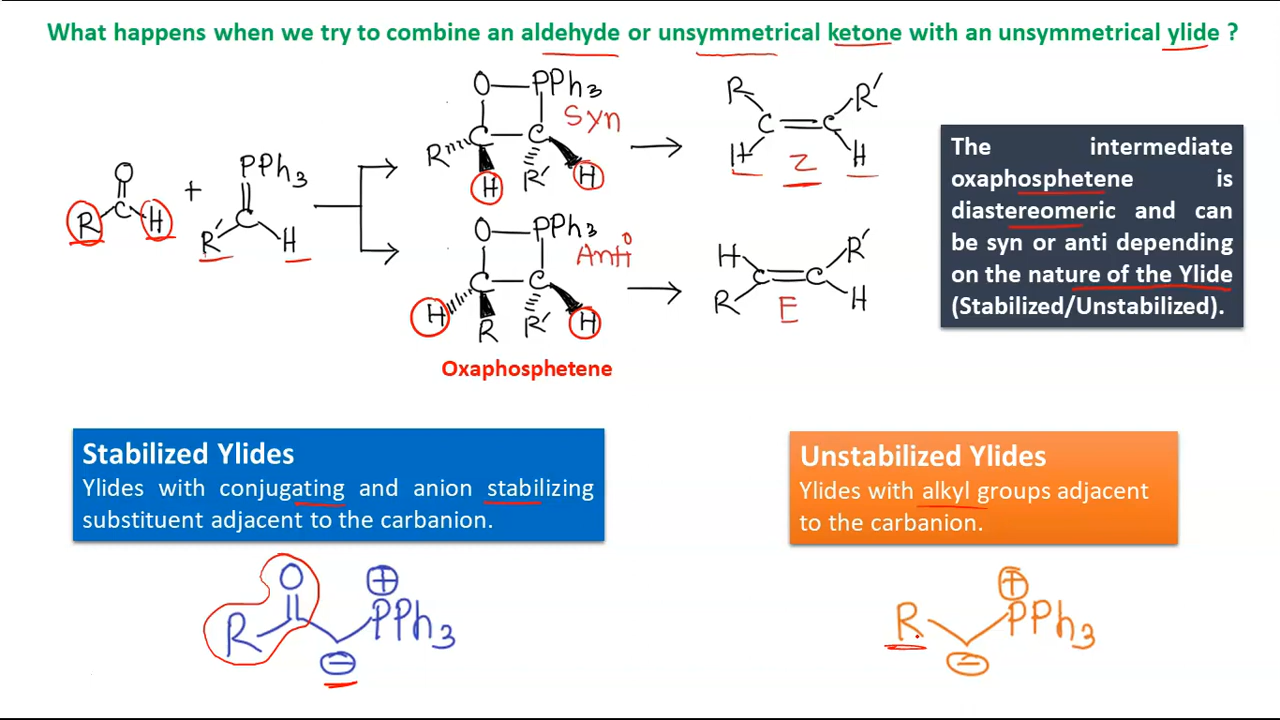 What happens when we try to combine an aldehyde or unsymmetrical ketone with an unsymmetrical ylide ?
O PPh3
Syn
C C
R H R' H
R R'
C C
H Z H
O
R C H
+
PPh3
C
R' H
O PPh3
Anti
C C
H R R' H
H R'
C C
R E H
Oxaphosphetene
The intermediate
oxaphosphetene is
diastereomeric and can
be syn or anti depending
on the nature of the Ylide
(Stabilized/Unstabilized).
Stabilized Ylides
Ylides with conjugating and anion stabilizing
substituent adjacent to the carbanion.
O +
R PPh3
−
Unstabilized Ylides
Ylides with alkyl groups adjacent
to the carbanion.
+
R PPh3
−